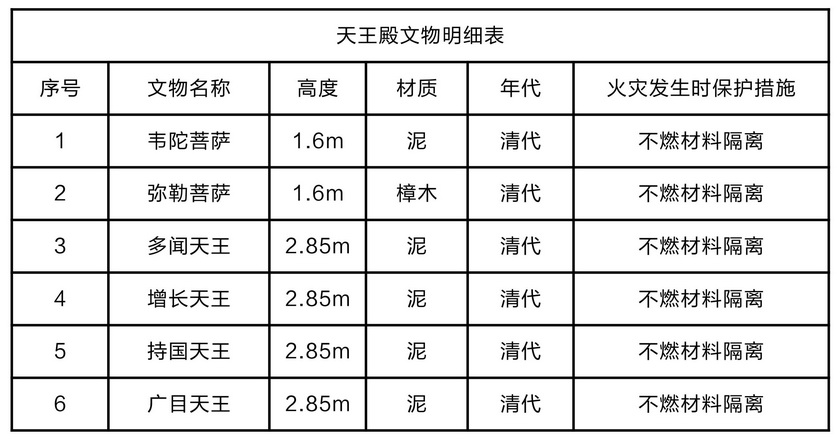 天王殿文物明细表
序号 文物名称 高度 材质 年代 火灾发生时保护措施
1 韦陀菩萨 1.6m 泥 清代 不燃材料隔离
2 弥勒菩萨 1.6m 樟木 清代 不燃材料隔离
3 多闻天王 2.85m 泥 清代 不燃材料隔离
4 增长天王 2.85m 泥 清代 不燃材料隔离
5 持国天王 2.85m 泥 清代 不燃材料隔离
6 广目天王 2.85m 泥 清代 不燃材料隔离